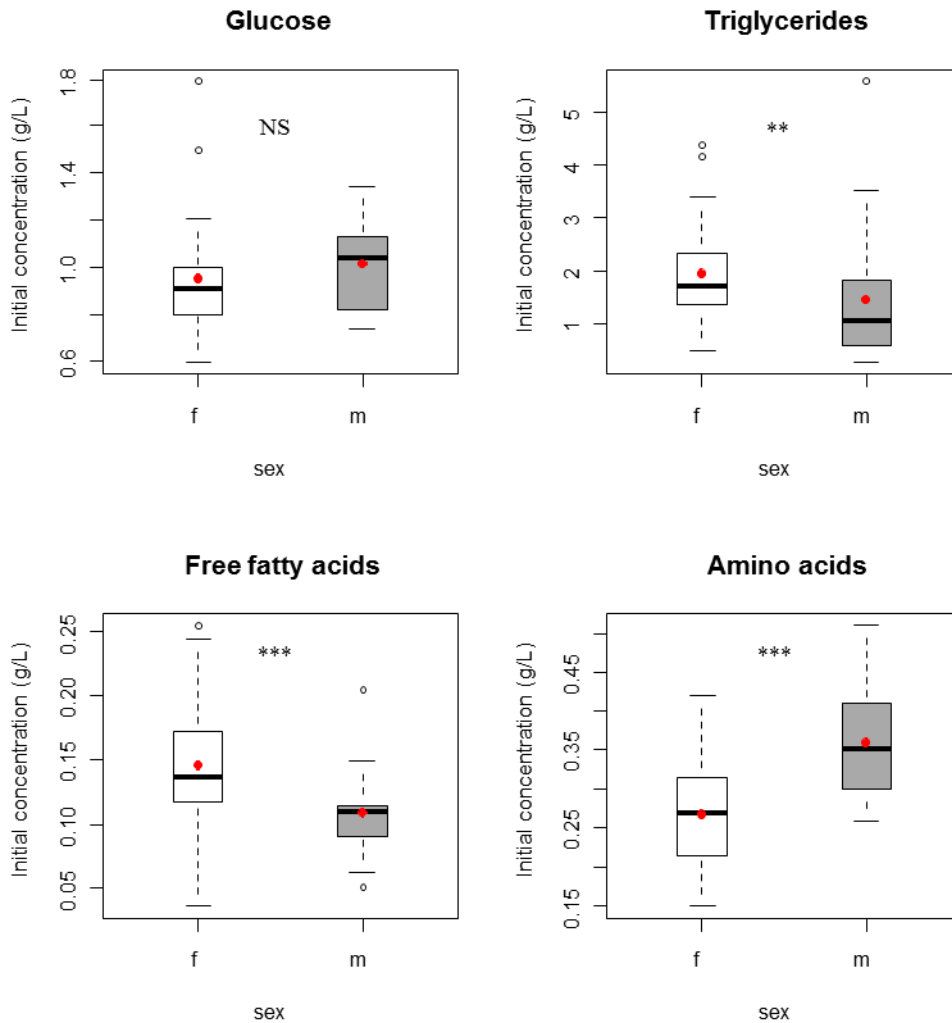 Glucose
Initial concentration (g/L)
0.6 1.0 1.4 1.8
NS
f m
sex
Triglycerides
Initial concentration (g/L)
1 2 3 4 5
**
f m
sex
Free fatty acids
Initial concentration (g/L)
0.05 0.10 0.15 0.20 0.25
***
f m
sex
Amino acids
Initial concentration (g/L)
0.15 0.25 0.35 0.45
***
f m
sex